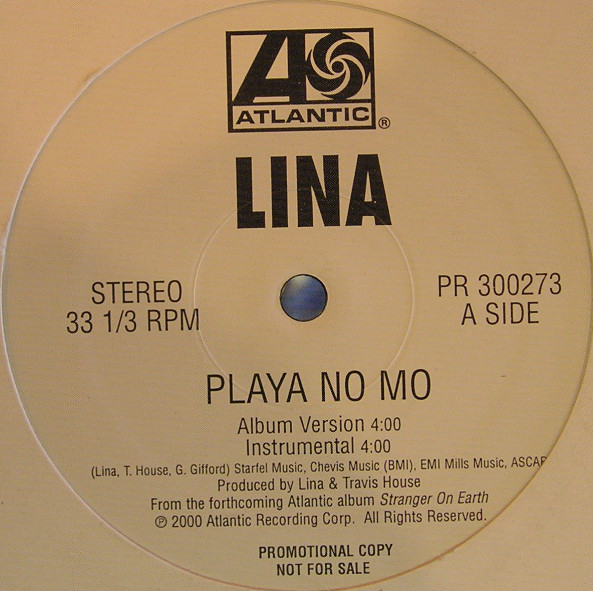 ATLANTIC®
LINA
STEREO
33 1/3 RPM
PR 300273
A SIDE
PLAYA NO MO
Album Version 4:00
Instrumental 4:00
(Lina, T. House, G. Gifford) Starfel Music, Chevis Music (BMI), EMI Mills Music, ASCAP
Produced by Lina & Travis House
From the forthcoming Atlantic album Stranger On Earth
℗ 2000 Atlantic Recording Corp. All Rights Reserved.
PROMOTIONAL COPY
NOT FOR SALE